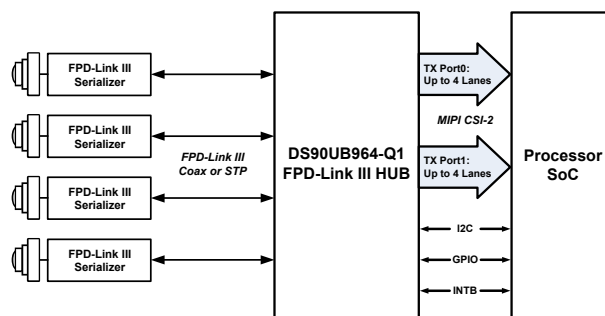 FPD-Link III
Serializer
FPD-Link III
Serializer
FPD-Link III
Serializer
FPD-Link III
Serializer
FPD-Link III
Coax or STP
DS90UB964-Q1
FPD-Link III HUB
TX Port0:
Up to 4 Lanes
MIPI CSI-2
TX Port1:
Up to 4 Lanes
I2C
GPIO
INTB
Processor
SoC